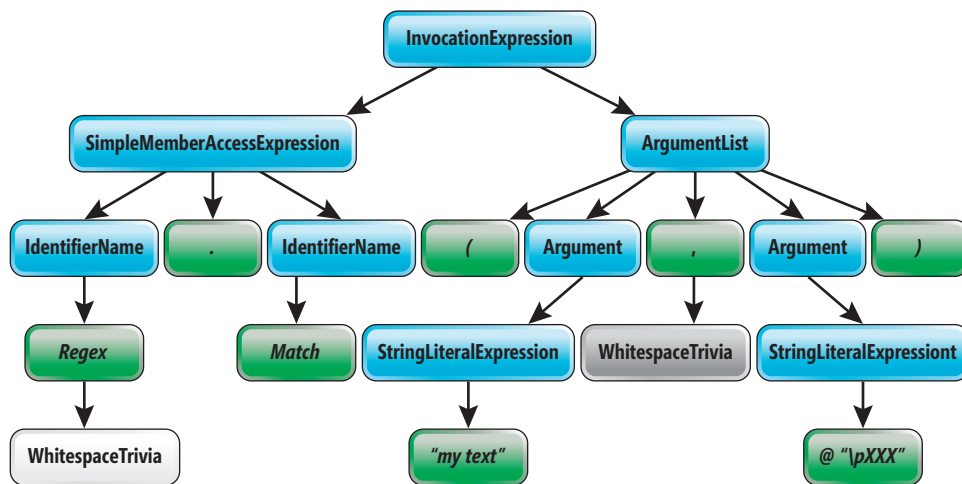 InvocationExpression
SimpleMemberAccessExpression
ArgumentList
IdentifierName
.
IdentifierName
(
Argument
,
Argument
)
Regex
Match
StringLiteralExpression
WhitespaceTrivia
StringLiteralExpressiont
WhitespaceTrivia
“my text”
@ “\pXXX”